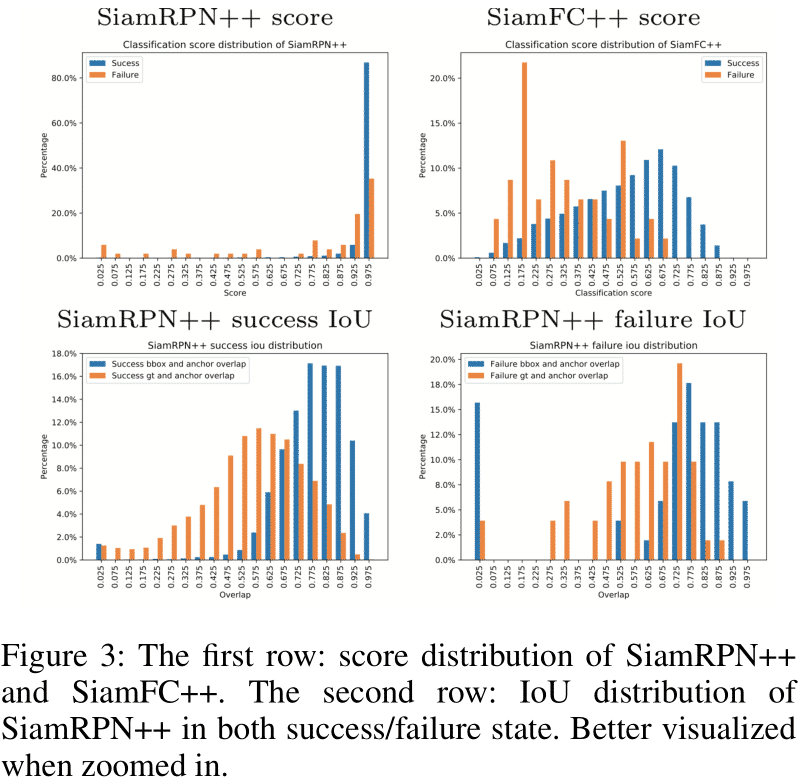 SiamRPN++ score
SiamFC++ score
Classification score distribution of SiamRPN++
Sucess
Failure
80.0%
60.0%
40.0%
20.0%
0.0%
Percentage
0.025 0.075 0.125 0.175 0.225 0.275 0.325 0.375 0.425 0.475 0.525 0.575 0.625 0.675 0.725 0.775 0.825 0.875 0.925 0.975
Score
Classification score distribution of SiamFC++
Sucess
Failure
20.0%
15.0%
10.0%
5.0%
0.0%
Percentage
0.025 0.075 0.125 0.175 0.225 0.275 0.325 0.375 0.425 0.475 0.525 0.575 0.625 0.675 0.725 0.775 0.825 0.875 0.925 0.975
Classification score
SiamRPN++ success IoU
SiamRPN++ failure IoU
SiamRPN++ success iou distribution
Success bbox and anchor overlap
Success gt and anchor overlap
18.0%
16.0%
14.0%
12.0%
10.0%
8.0%
6.0%
4.0%
2.0%
0.0%
Percentage
0.025 0.075 0.125 0.175 0.225 0.275 0.325 0.375 0.425 0.475 0.525 0.575 0.625 0.675 0.725 0.775 0.825 0.875 0.925 0.975
Overlap
SiamRPN++ failure iou distribution
Failure bbox and anchor overlap
Failure gt and anchor overlap
20.0%
18.0%
15.0%
12.0%
10.0%
8.0%
5.0%
2.0%
0.0%
Percentage
0.025 0.075 0.125 0.175 0.225 0.275 0.325 0.375 0.425 0.475 0.525 0.575 0.625 0.675 0.725 0.775 0.825 0.875 0.925 0.975
Overlap
Figure 3: The first row: score distribution of SiamRPN++
and SiamFC++. The second row: IoU distribution of
SiamRPN++ in both success/failure state. Better visualized
when zoomed in.